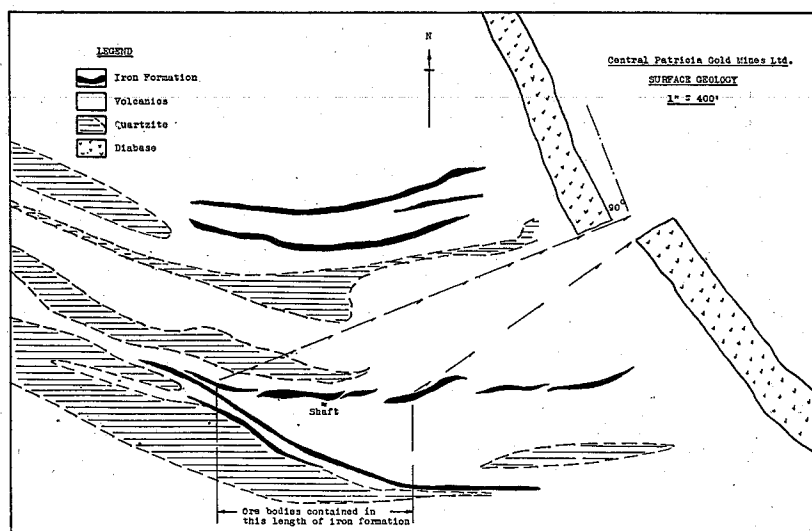 LEGEND
Iron Formation
Volcanics
Quartzite
Diabase
N
Central Patricia Gold Mines Ltd.
SURFACE GEOLOGY
1" = 400'
90°
Shaft
Ore bodies contained in
this length of iron formation